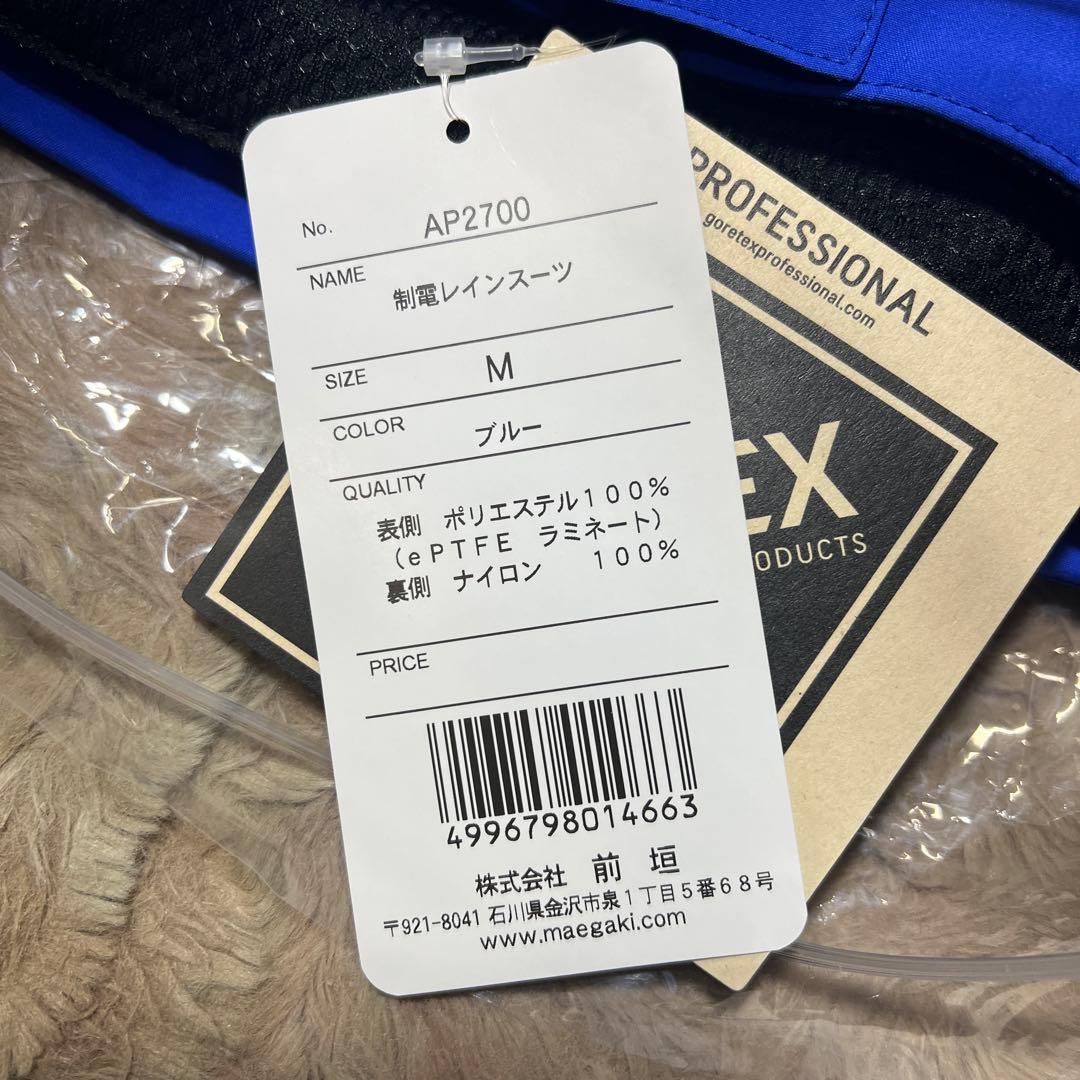 No. AP2700
NAME 制電レインスーツ
SIZE M
COLOR ブルー
QUALITY
表側 ポリエステル100%
(ePTFE ラミネート)
裏側 ナイロン 100%
PRICE
4996798014663
株式会社 前 垣
〒921-8041 石川県金沢市泉1丁目5番68号
www.maegaki.com
PROFESSIONAL
goretexprofessional.com
EX
ODUCTS